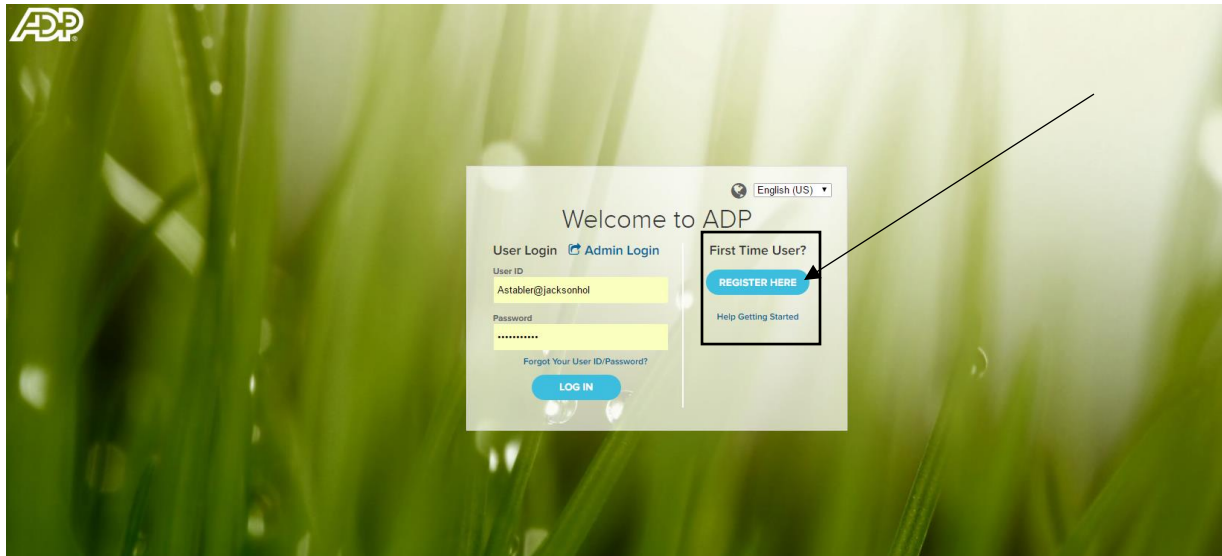 ADP
English (US)
Welcome to ADP
User Login Admin Login
User ID
Astabler@jacksonhol
Password
•••••••••••
Forgot Your User ID/Password?
LOG IN
First Time User?
REGISTER HERE
Help Getting Started